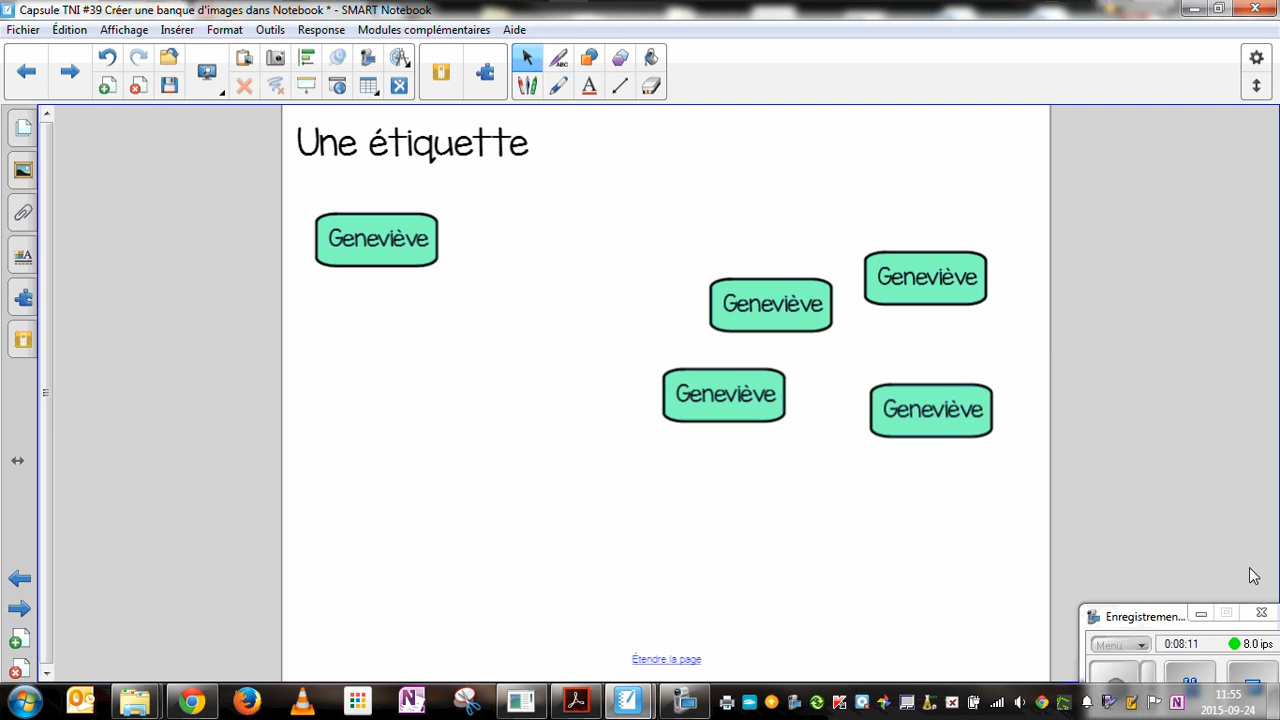 Capsule TNI #39 Créer une banque d'images dans Notebook * - SMART Notebook
Fichier Édition Affichage Insérer Format Outils Response Modules complémentaires Aide
Une étiquette
Geneviève
Geneviève
Geneviève
Geneviève
Geneviève
Étendre la page
Enregistremen...
Menu 0:08:11 8.0 ips
11:55
2015-09-24